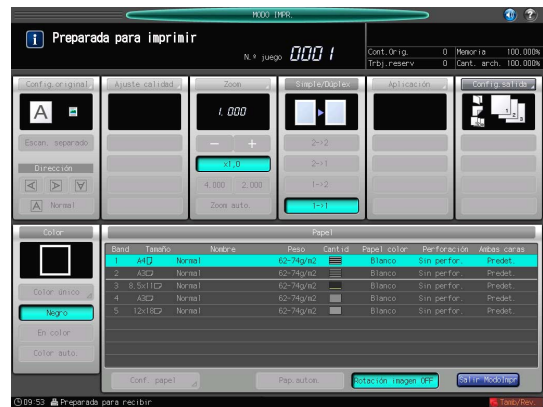 MODO IMPR.
Preparada para imprimir
N.º juego 0001
Cont.Orig. 0 Memoria 100.000%
Trbj.reserv 0 Cant. arch. 100.000%
Config.original Ajuste calidad Zoom Simple/Dúplex Aplicación Config.salida
A
1.000
Escan. separado − + 2->2
Dirección x1,0 2->1
4.000 2.000 1->2
A Normal Zoom auto. 1->1
Color Papel
Band Tamaño Nombre Peso Cantid Papel color Perforación Ambas caras
1 A4 Normal 62-74g/m2 Blanco Sin perfor. Predet.
2 A3 Normal 62-74g/m2 Blanco Sin perfor. Predet.
3 8,5x11 Normal 62-74g/m2 Blanco Sin perfor. Predet.
4 A3 Normal 62-74g/m2 Blanco Sin perfor. Predet.
5 12x18 Normal 62-74g/m2 Blanco Sin perfor. Predet.
Color único
Negro
En color
Color auto.
Conf. papel Pap.autom. Rotación imagen OFF Salir ModoImpr
09:53 Preparada para recibir Tamb/Rev.